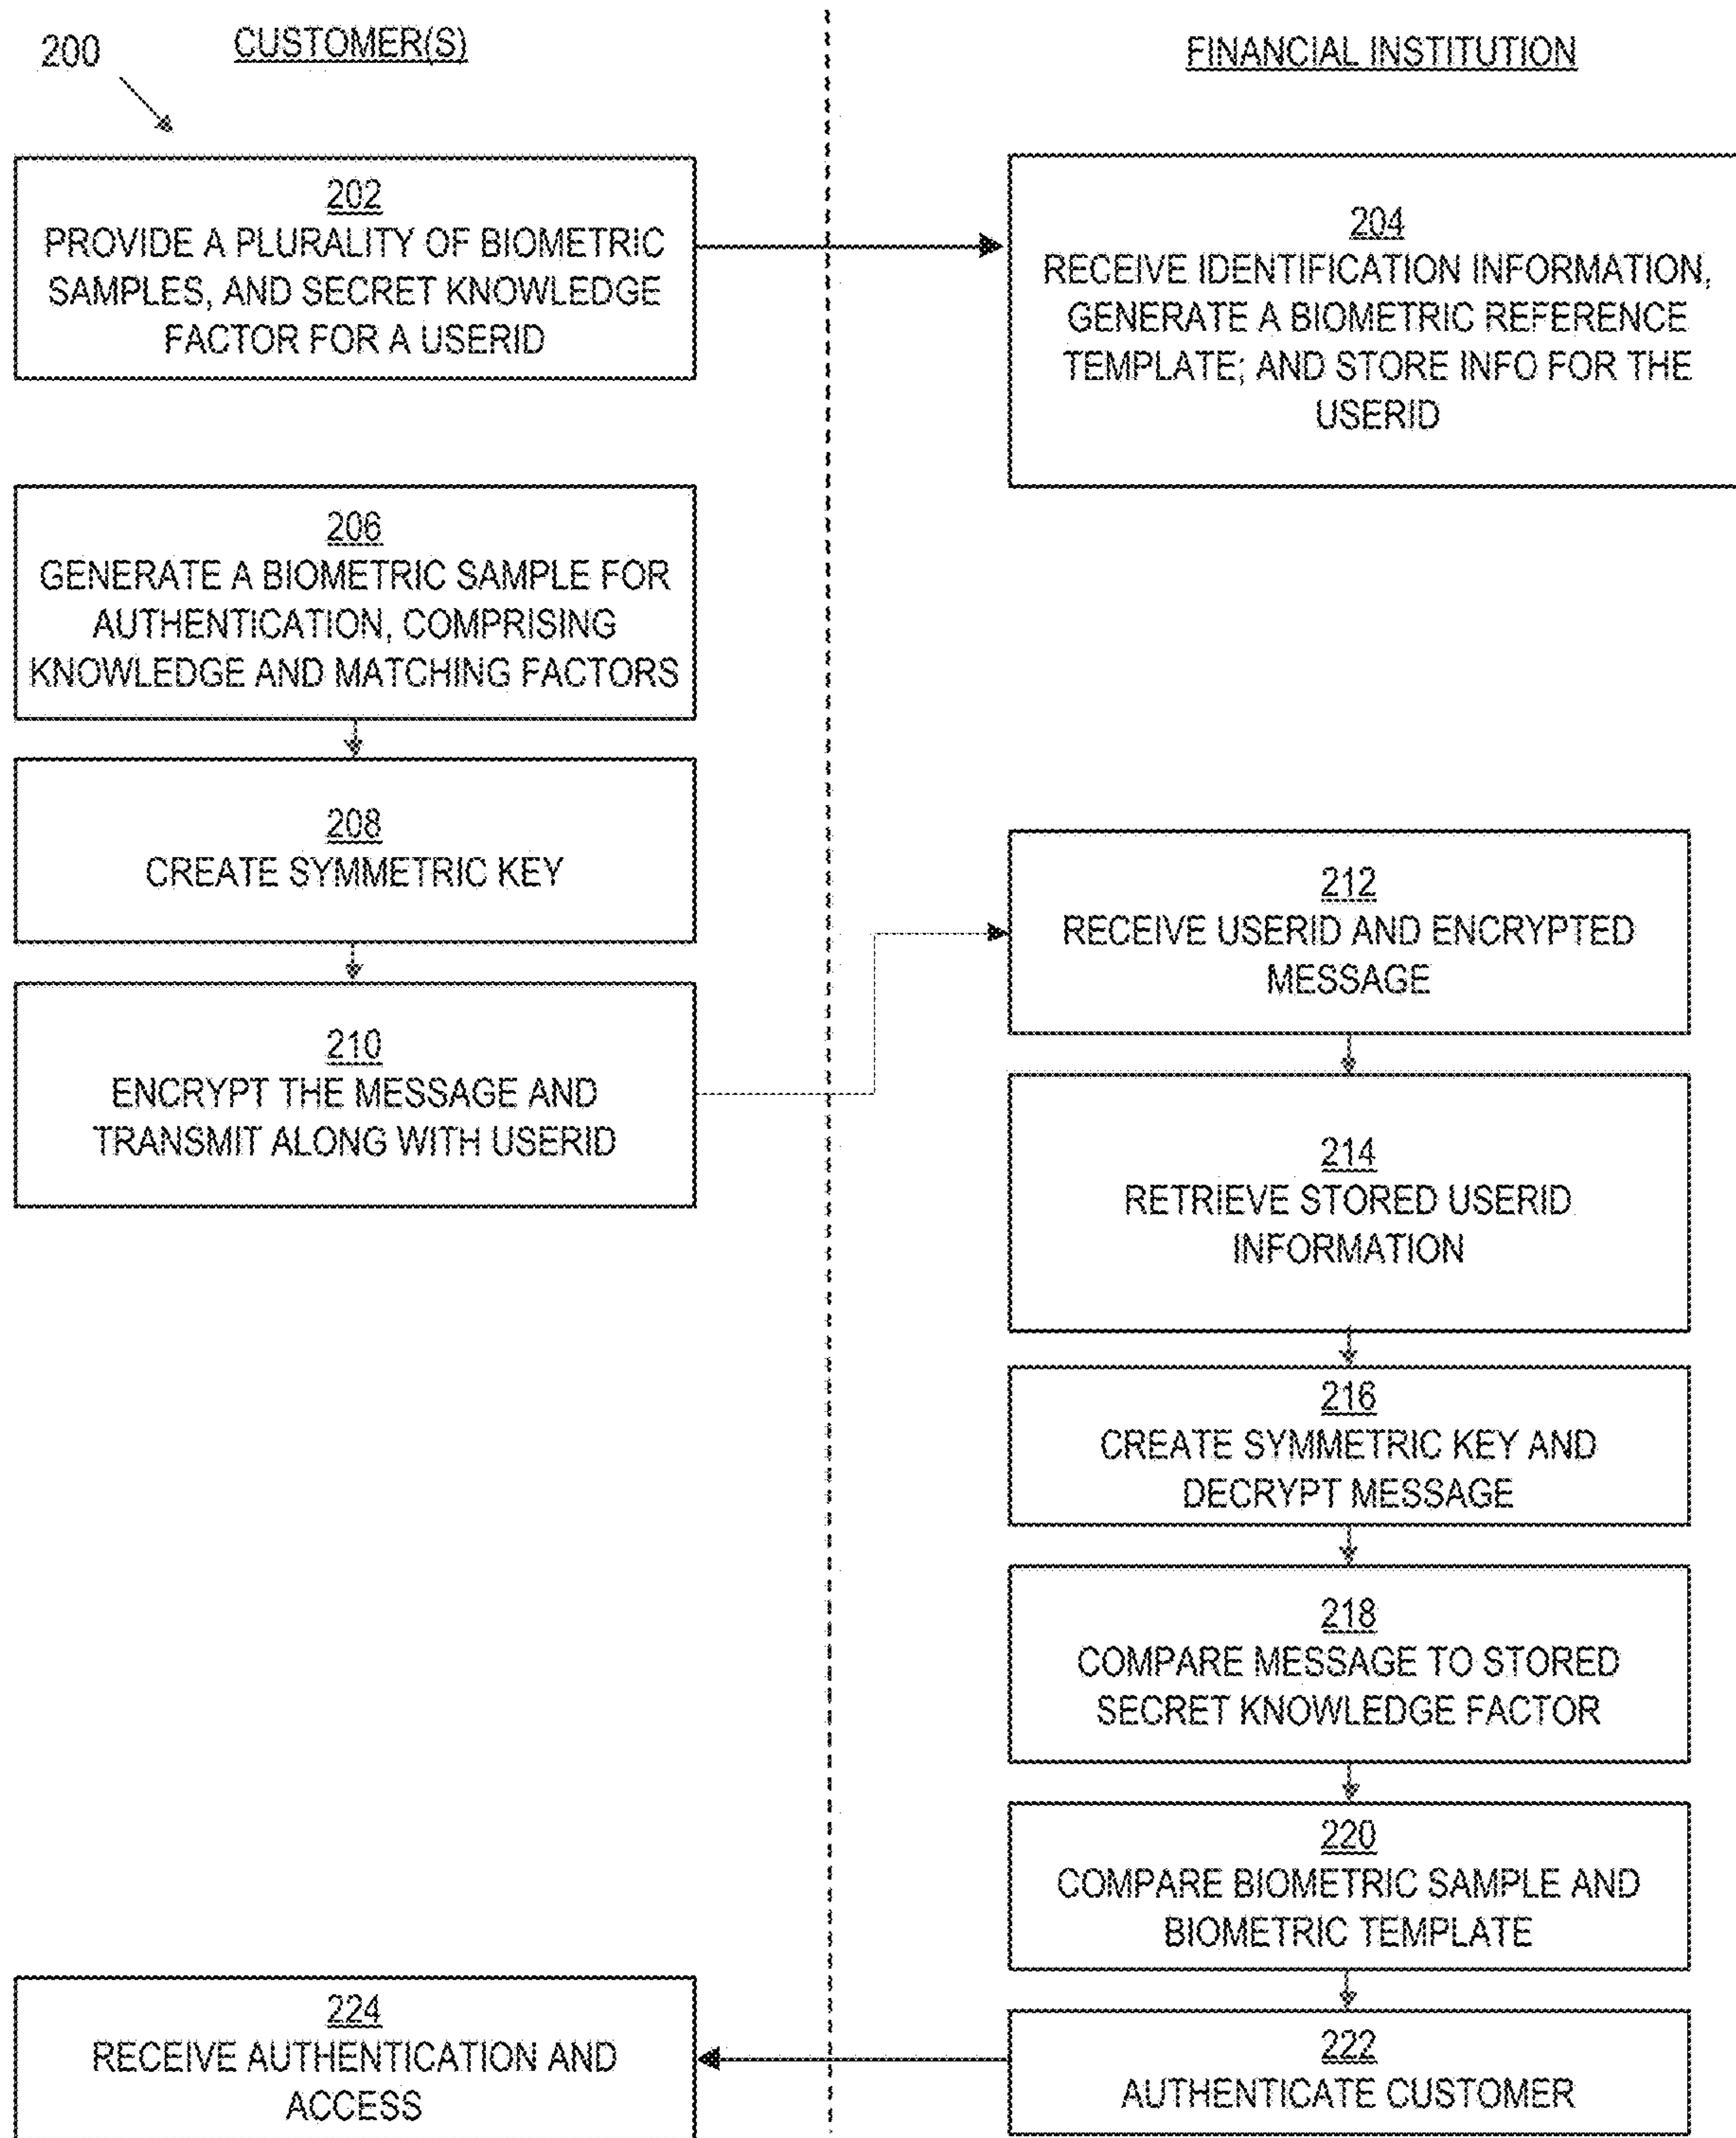 200
CUSTOMER(S)
FINANCIAL INSTITUTION
202
PROVIDE A PLURALITY OF BIOMETRIC
SAMPLES, AND SECRET KNOWLEDGE
FACTOR FOR A USERID
204
RECEIVE IDENTIFICATION INFORMATION,
GENERATE A BIOMETRIC REFERENCE
TEMPLATE; AND STORE INFO FOR THE
USERID
206
GENERATE A BIOMETRIC SAMPLE FOR
AUTHENTICATION, COMPRISING
KNOWLEDGE AND MATCHING FACTORS
208
CREATE SYMMETRIC KEY
210
ENCRYPT THE MESSAGE AND
TRANSMIT ALONG WITH USERID
212
RECEIVE USERID AND ENCRYPTED
MESSAGE
214
RETRIEVE STORED USERID
INFORMATION
216
CREATE SYMMETRIC KEY AND
DECRYPT MESSAGE
218
COMPARE MESSAGE TO STORED
SECRET KNOWLEDGE FACTOR
220
COMPARE BIOMETRIC SAMPLE AND
BIOMETRIC TEMPLATE
222
AUTHENTICATE CUSTOMER
224
RECEIVE AUTHENTICATION AND
ACCESS